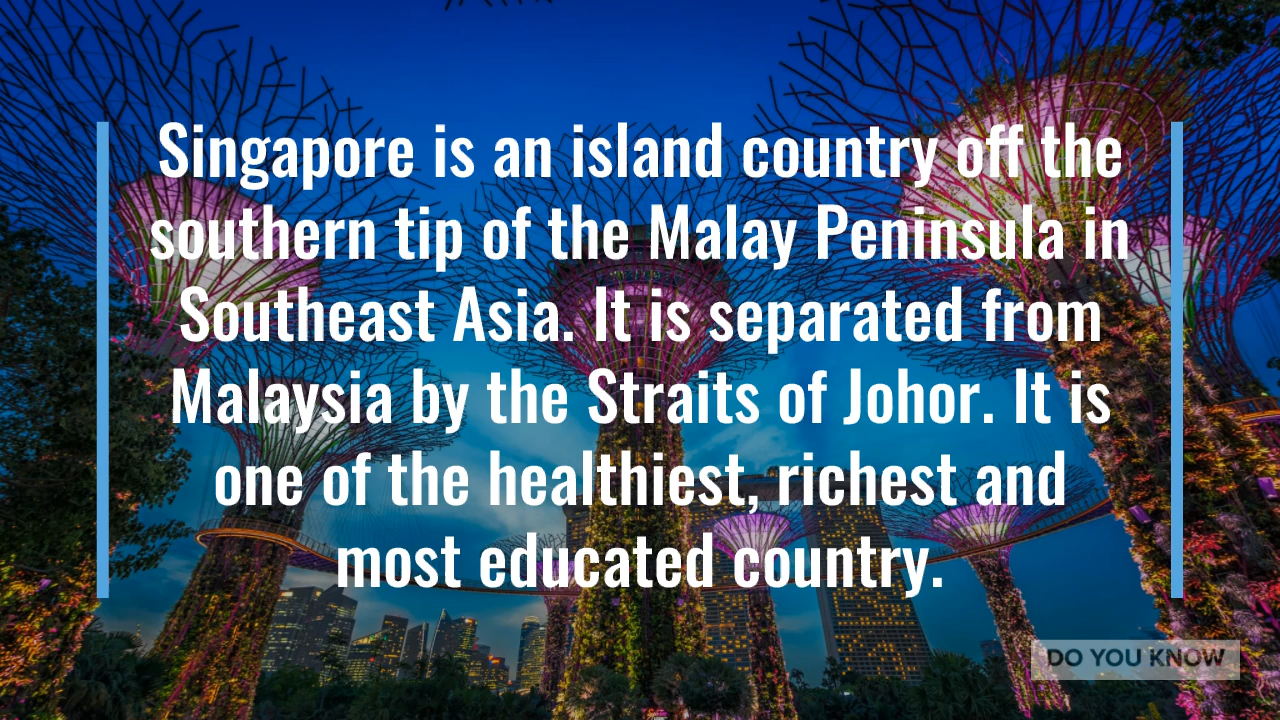 Singapore is an island country off the
southern tip of the Malay Peninsula in
Southeast Asia. It is separated from
Malaysia by the Straits of Johor. It is
one of the healthiest, richest and
most educated country.
DO YOU KNOW